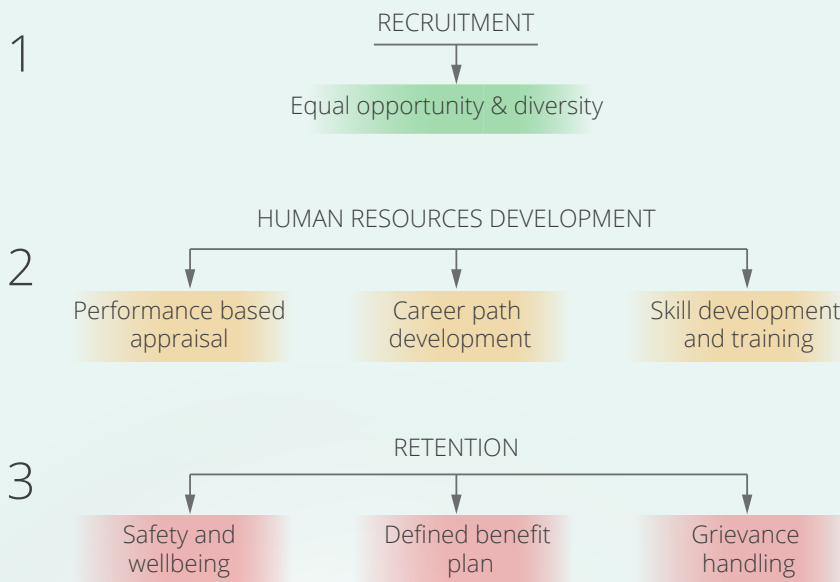 1
RECRUITMENT
Equal opportunity & diversity
2
HUMAN RESOURCES DEVELOPMENT
Performance based
appraisal
Career path
development
Skill development
and training
3
RETENTION
Safety and
wellbeing
Defined benefit
plan
Grievance
handling